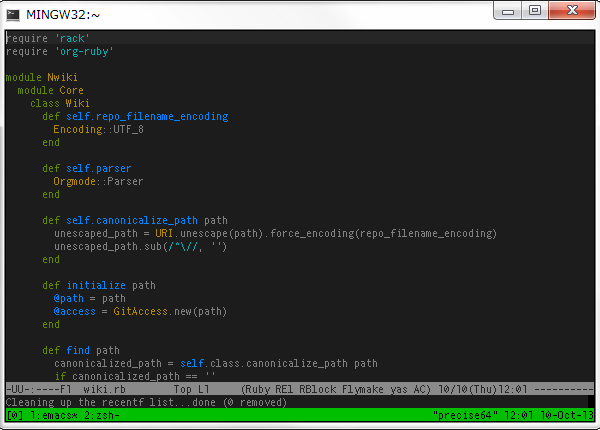 MINGW32:~
require 'rack'
require 'org-ruby'
module Nwiki
  module Core
    class Wiki
      def self.repo_filename_encoding
        Encoding::UTF_8
      end
      def self.parser
        Orgmode::Parser
      end
      def self.canonicalize_path path
        unescaped_path = URI.unescape(path).force_encoding(repo_filename_encoding)
        unescaped_path.sub(/^\//, '')
      end
      def initialize path
        @path = path
        @access = GitAccess.new(path)
      end
      def find path
        canonicalized_path = self.class.canonicalize_path path
        if canonicalized_path == ''
-UU-:----F1  wiki.rb        Top L1     (Ruby REl RBlock Flymake yas AC) 10/10(Thu)12:01 ----------
Cleaning up the recentf list...done (0 removed)
[0] 1:emacs* 2:zsh-                                        "precise64" 12:01 10-Oct-13